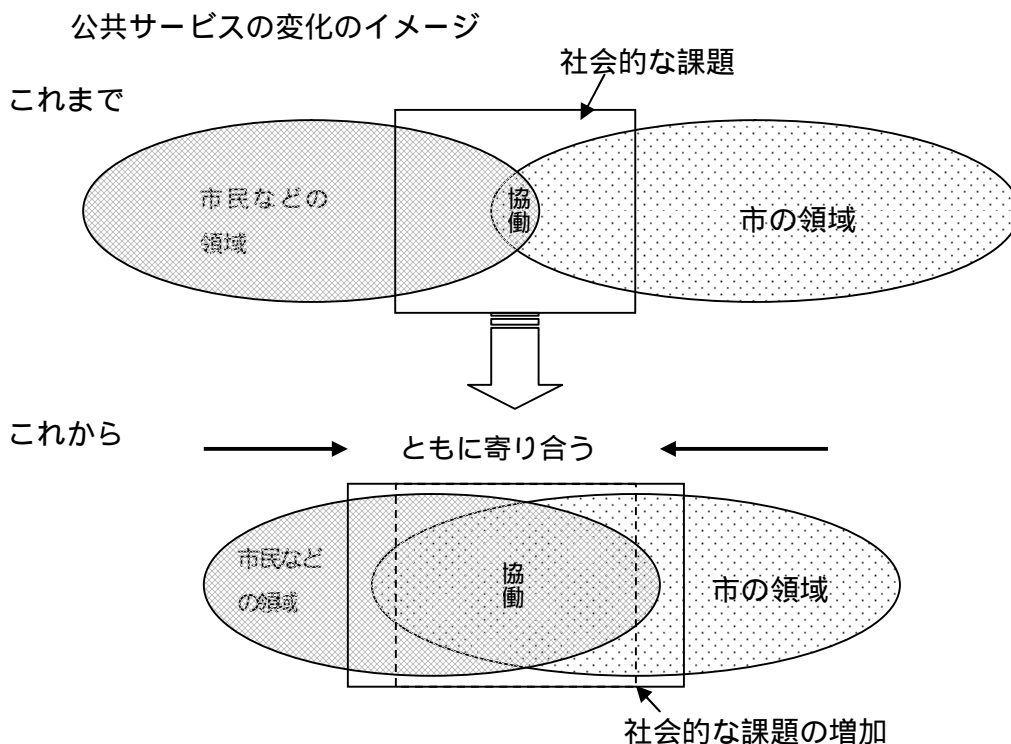 公共サービスの変化のイメージ
社会的な課題
これまで
市民などの
領域
協働
市の領域
これから
ともに寄り合う
市民など
の領域
協働
市の領域
社会的な課題の増加